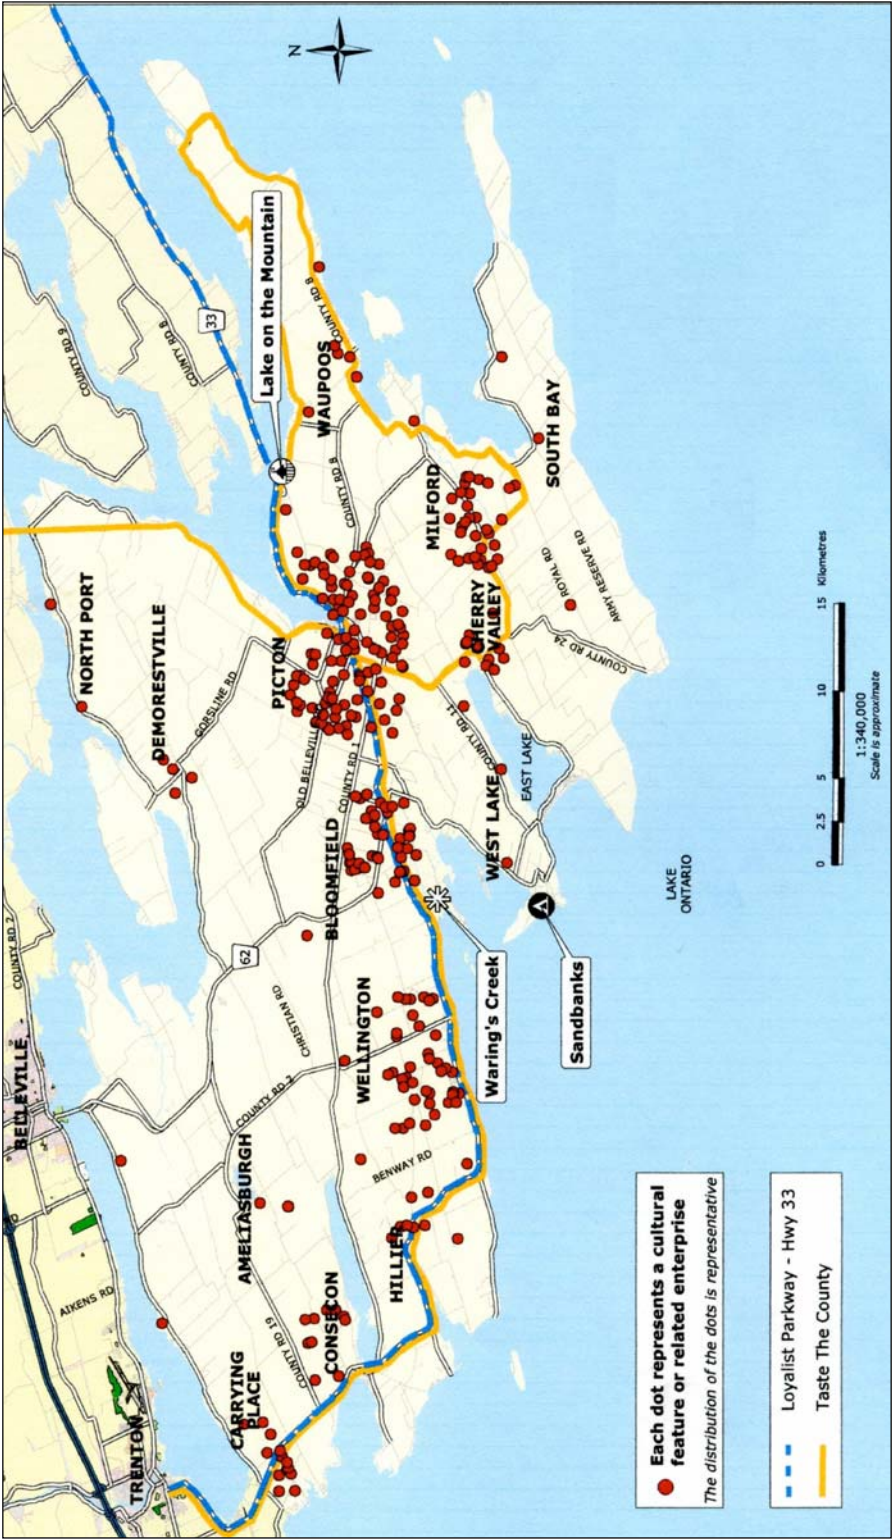 N
COUNTY RD 9
COUNTY RD 8
33
Lake on the Mountain
WAUPOOS
COUNTY RD 8
COUNTY RD 8
NORTH PORT
DEMORESTVILLE
GORSLINE RD
PICTON
MILFORD
SOUTH BAY
CHERRY
VALLEY
ROYAL RD
ARMY RESERVE RD
COUNTY RD 24
OLD BELLEVILLE
COUNTY RD 1
COUNTY RD 11
EAST LAKE
WEST LAKE
BLOOMFIELD
62
COUNTY RD 2
BELLEVILLE
CHRISTIAN RD
COUNTY RD 2
WELLINGTON
Waring's Creek
Sandbanks
LAKE
ONTARIO
BENWAY RD
AMELIASBURGH
HILLIER
AIKENS RD
CONSECON
COUNTY RD 19
CARRYING
PLACE
TRENTON
0 2.5 5 10 15 Kilometres
1:340,000
Scale is approximate
Each dot represents a cultural
feature or related enterprise
The distribution of the dots is representative
Loyalist Parkway - Hwy 33
Taste The County